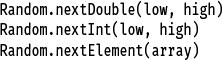 Random.nextDouble(low, high)
Random.nextInt(low, high)
Random.nextElement(array)